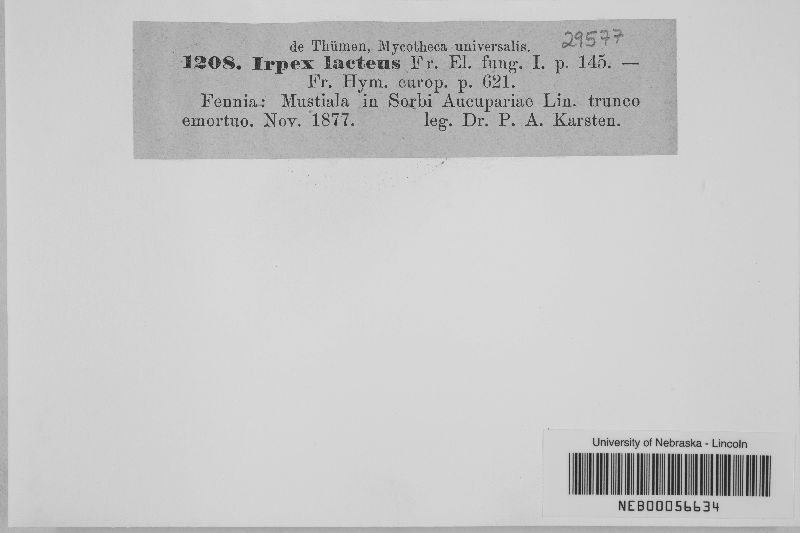 de Thümen, Mycotheca universalis. 29577
1208. Irpex lacteus Fr. El. fung. I. p. 145. —
Fr. Hym. europ. p. 621.
Fennia: Mustiala in Sorbi Aucupariae Lin. trunco
emortuo. Nov. 1877. leg. Dr. P. A. Karsten.
University of Nebraska - Lincoln
NEB00056634